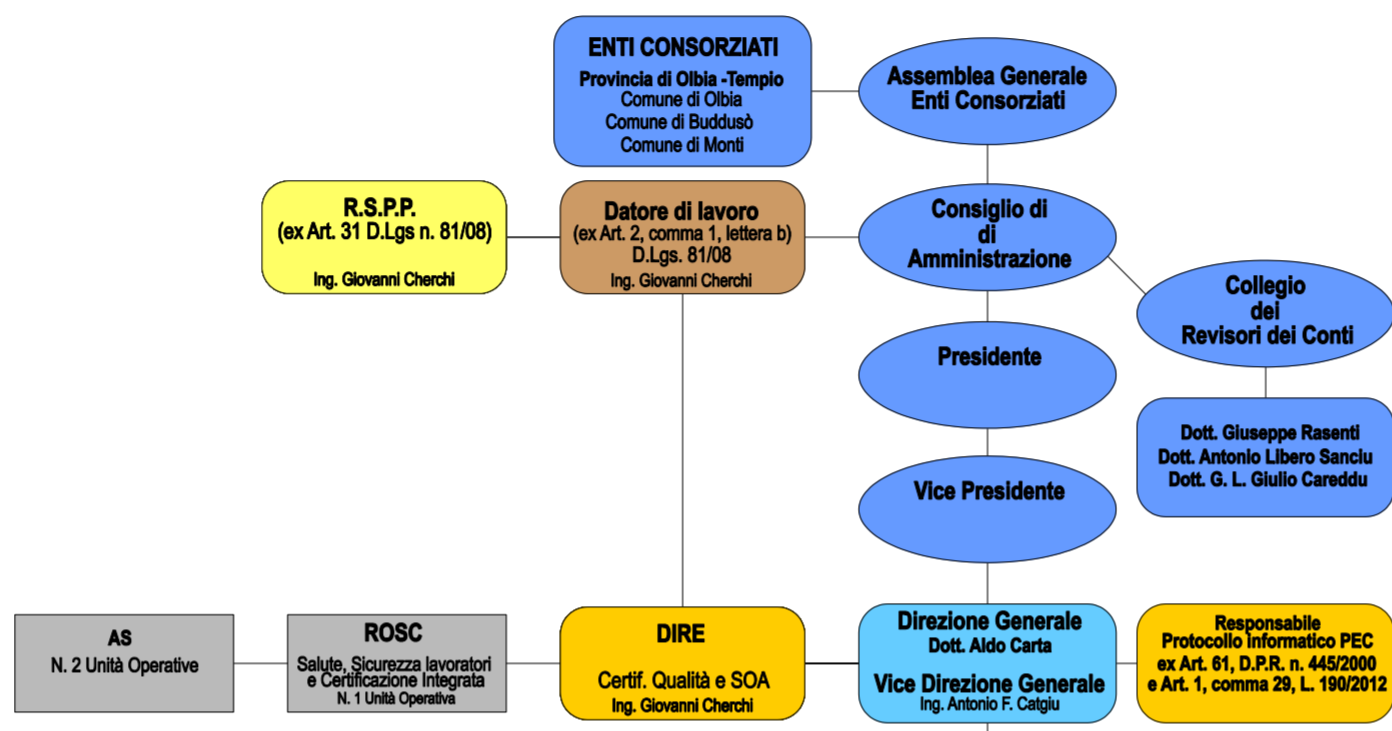 ENTI CONSORZIATI
Provincia di Olbia -Tempio
Comune di Olbia
Comune di Buddusò
Comune di Monti
Assemblea Generale
Enti Consorziati
R.S.P.P.
(ex Art. 31 D.Lgs n. 81/08)
Ing. Giovanni Cherchi
Datore di lavoro
(ex Art. 2, comma 1, lettera b)
D.Lgs. 81/08
Ing. Giovanni Cherchi
Consiglio di
di
Amministrazione
Collegio
dei
Revisori dei Conti
Presidente
Dott. Giuseppe Rasenti
Dott. Antonio Libero Sanciu
Dott. G. L. Giulio Careddu
Vice Presidente
AS
N. 2 Unità Operative
ROSC
Salute, Sicurezza lavoratori
e Certificazione Integrata
N. 1 Unità Operativa
DIRE
Certif. Qualità e SOA
Ing. Giovanni Cherchi
Direzione Generale
Dott. Aldo Carta
Vice Direzione Generale
Ing. Antonio F. Catgiu
Responsabile
Protocollo Informatico PEC
ex Art. 61, D.P.R. n. 445/2000
e Art. 1, comma 29, L. 190/2012